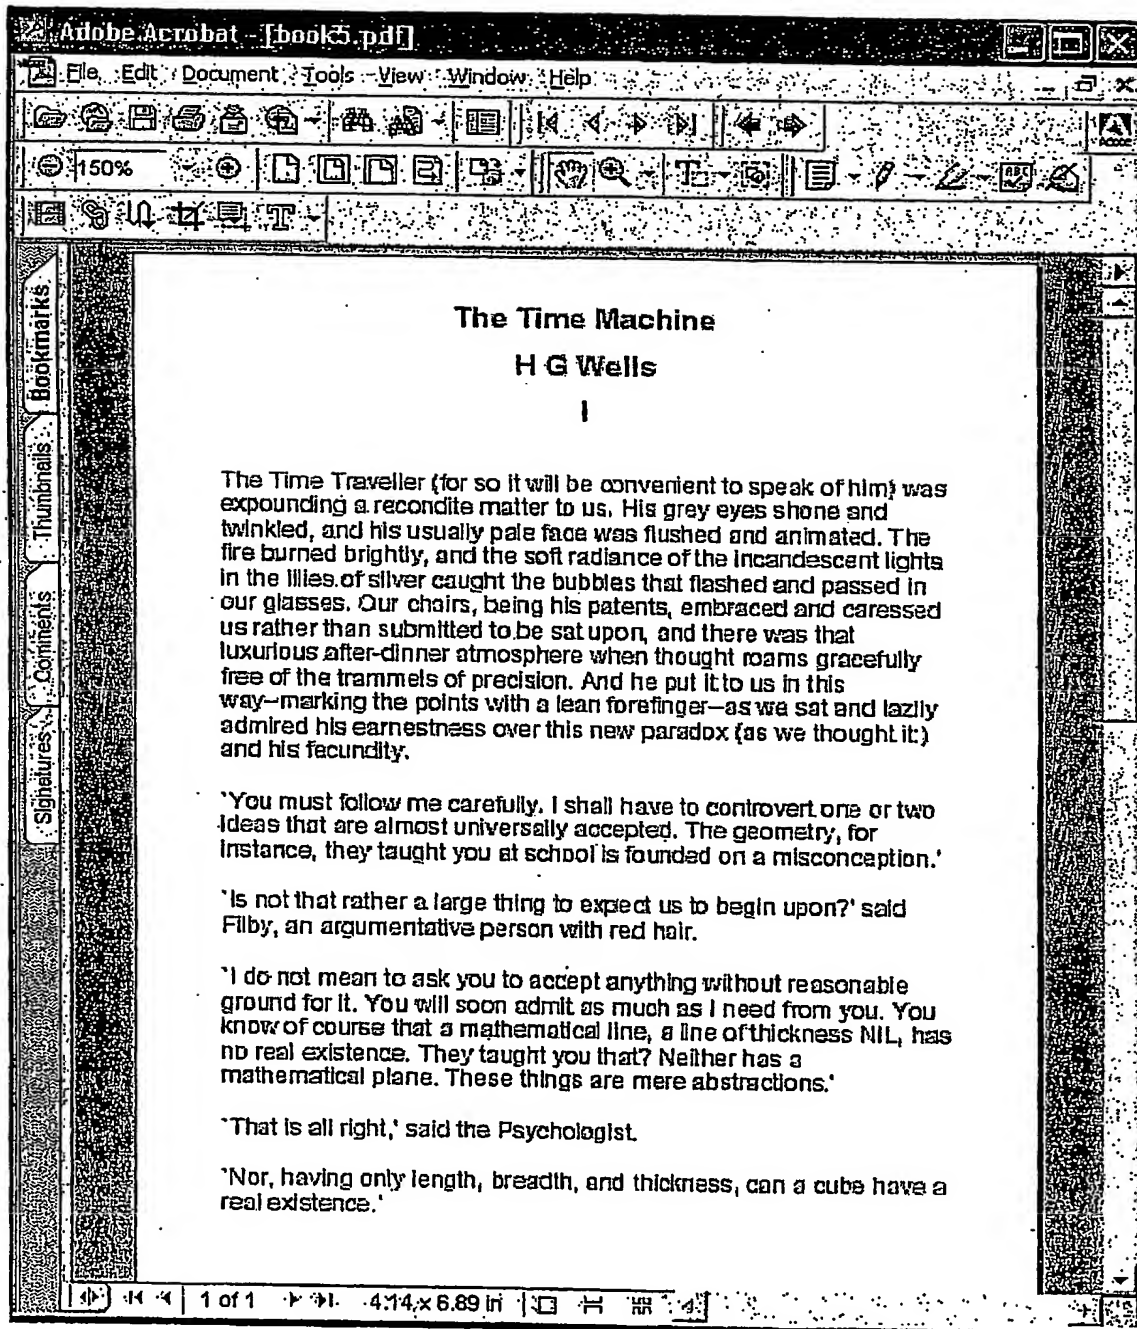 Adobe Acrobat - [book5.pdf]
File Edit Document Tools View Window Help
150%
Bookmarks
Thumbnails
Comments
Signatures
The Time Machine
H G Wells
I
The Time Traveller (for so it will be convenient to speak of him) was
expounding a recondite matter to us. His grey eyes shone and
twinkled, and his usually pale face was flushed and animated. The
fire burned brightly, and the soft radiance of the incandescent lights
in the lilies of silver caught the bubbles that flashed and passed in
our glasses. Our chairs, being his patents, embraced and caressed
us rather than submitted to be sat upon, and there was that
luxurious after-dinner atmosphere when thought roams gracefully
free of the trammels of precision. And he put it to us in this
way--marking the points with a lean forefinger--as we sat and lazily
admired his earnestness over this new paradox (as we thought it:)
and his fecundity.
`You must follow me carefully. I shall have to controvert one or two
ideas that are almost universally accepted. The geometry, for
instance, they taught you at school is founded on a misconception.'
`Is not that rather a large thing to expect us to begin upon?' said
Filby, an argumentative person with red hair.
`I do not mean to ask you to accept anything without reasonable
ground for it. You will soon admit as much as I need from you. You
know of course that a mathematical line, a line of thickness NIL, has
no real existence. They taught you that? Neither has a
mathematical plane. These things are mere abstractions.'
`That is all right,' said the Psychologist.
`Nor, having only length, breadth, and thickness, can a cube have a
real existence.'
1 of 1 4.14 x 6.89 in